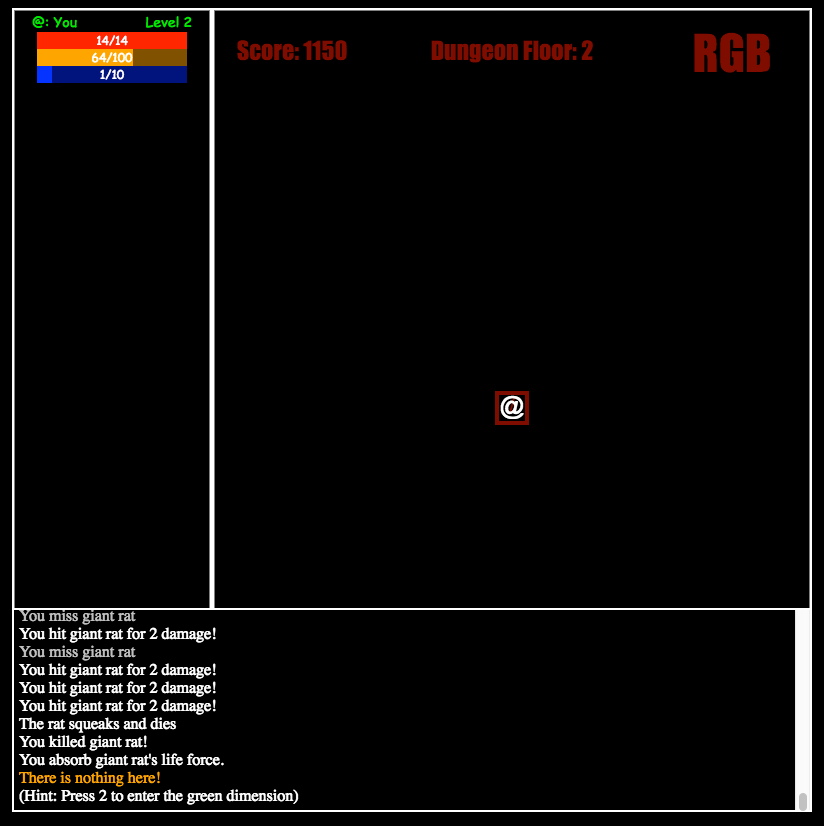 @: You Level 2
14/14
64/100
1/10
Score: 1150 Dungeon Floor: 2 RGB
@
You miss giant rat
You hit giant rat for 2 damage!
You miss giant rat
You hit giant rat for 2 damage!
You hit giant rat for 2 damage!
You hit giant rat for 2 damage!
The rat squeaks and dies
You killed giant rat!
You absorb giant rat's life force.
There is nothing here!
(Hint: Press 2 to enter the green dimension)